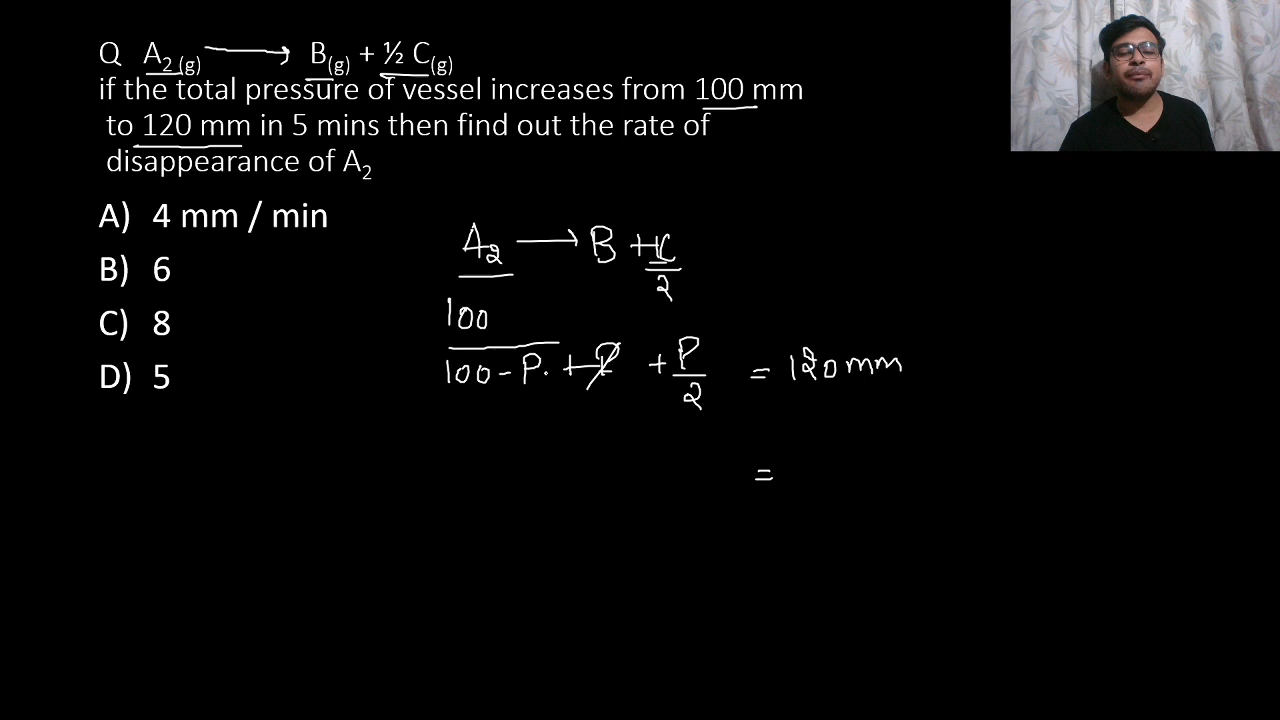 Q A₂ (g) ⟶ B(g) + ½ C(g)
if the total pressure of vessel increases from 100 mm
to 120 mm in 5 mins then find out the rate of
disappearance of A₂
A) 4 mm / min
B) 6
C) 8
D) 5
A₂ ⟶ B + C/2
100
100 - P. + P + P/2 = 120 mm
=